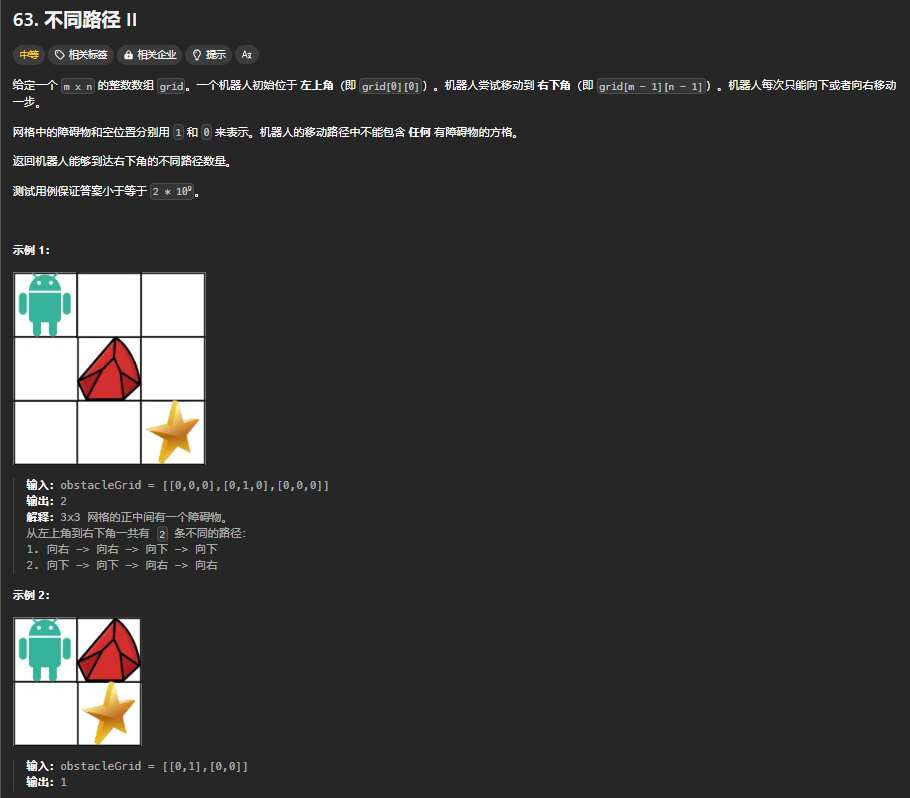 63. 不同路径 II
中等 相关标签 相关企业 提示 Az
给定一个 m x n 的整数数组 grid。一个机器人初始位于 左上角（即 grid[0][0]）。机器人尝试移动到 右下角（即 grid[m - 1][n - 1]）。机器人每次只能向下或者向右移动
一步。
网格中的障碍物和空位置分别用 1 和 0 来表示。机器人的移动路径中不能包含 任何 有障碍物的方格。
返回机器人能够到达右下角的不同路径数量。
测试用例保证答案小于等于 2 * 10⁹。
示例 1：
输入：obstacleGrid = [[0,0,0],[0,1,0],[0,0,0]]
输出：2
解释：3x3 网格的正中间有一个障碍物。
从左上角到右下角一共有 2 条不同的路径：
1. 向右 -> 向右 -> 向下 -> 向下
2. 向下 -> 向下 -> 向右 -> 向右
示例 2：
输入：obstacleGrid = [[0,1],[0,0]]
输出：1